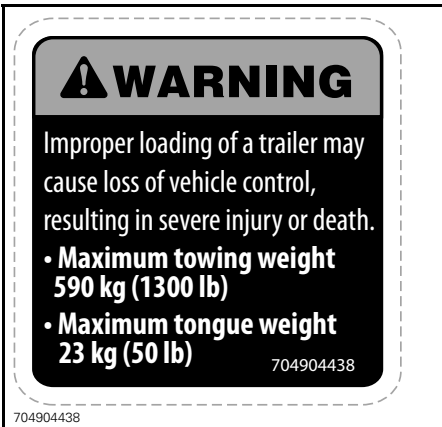 WARNING
Improper loading of a trailer may
cause loss of vehicle control,
resulting in severe injury or death.
• Maximum towing weight
590 kg (1300 lb)
• Maximum tongue weight
23 kg (50 lb)
704904438
704904438